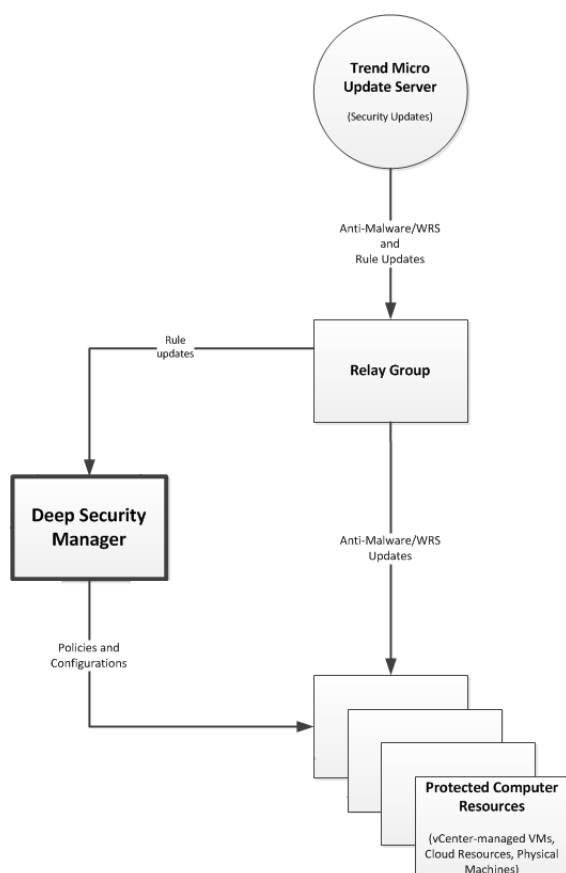 Trend Micro
Update Server
(Security Updates)
Anti-Malware/WRS
and
Rule Updates
Rule
updates
Relay Group
Deep Security
Manager
Anti-Malware/WRS
Updates
Policies and
Configurations
Protected Computer
Resources
(vCenter-managed VMs,
Cloud Resources, Physical
Machines)